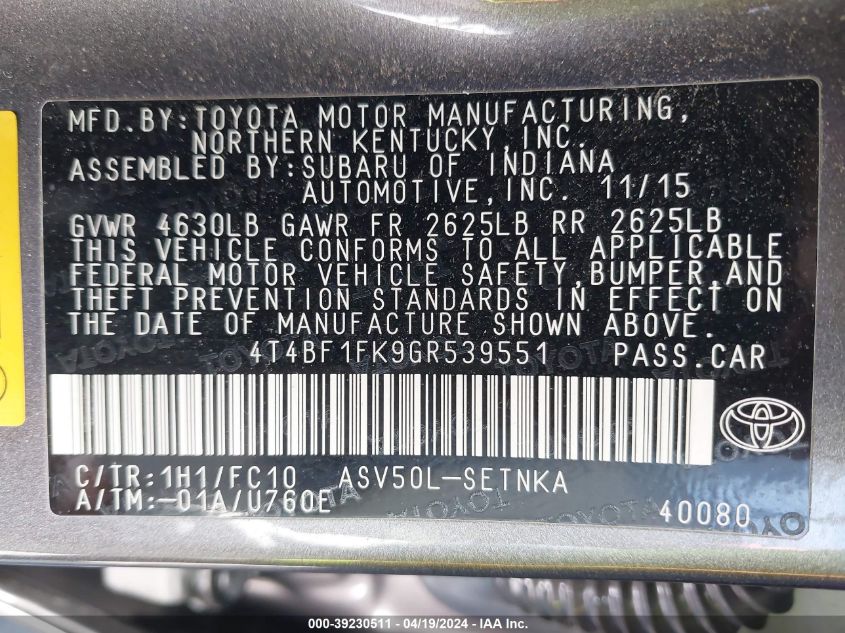 MFD.BY:TOYOTA MOTOR MANUFACTURING,
NORTHERN KENTUCKY,INC.
ASSEMBLED BY:SUBARU OF INDIANA
AUTOMOTIVE,INC. 11/15
GVWR 4630LB GAWR FR 2625LB RR 2625LB
THIS VEHICLE CONFORMS TO ALL APPLICABLE
FEDERAL MOTOR VEHICLE SAFETY,BUMPER,AND
THEFT PREVENTION STANDARDS IN EFFECT ON
THE DATE OF MANUFACTURE SHOWN ABOVE.
4T4BF1FK9GR539551 PASS.CAR
C/TR:1H1/FC10 ASV50L-SETNKA
A/TM:-01A/U760E 40080
000-39230511 - 04/19/2024 - IAA Inc.